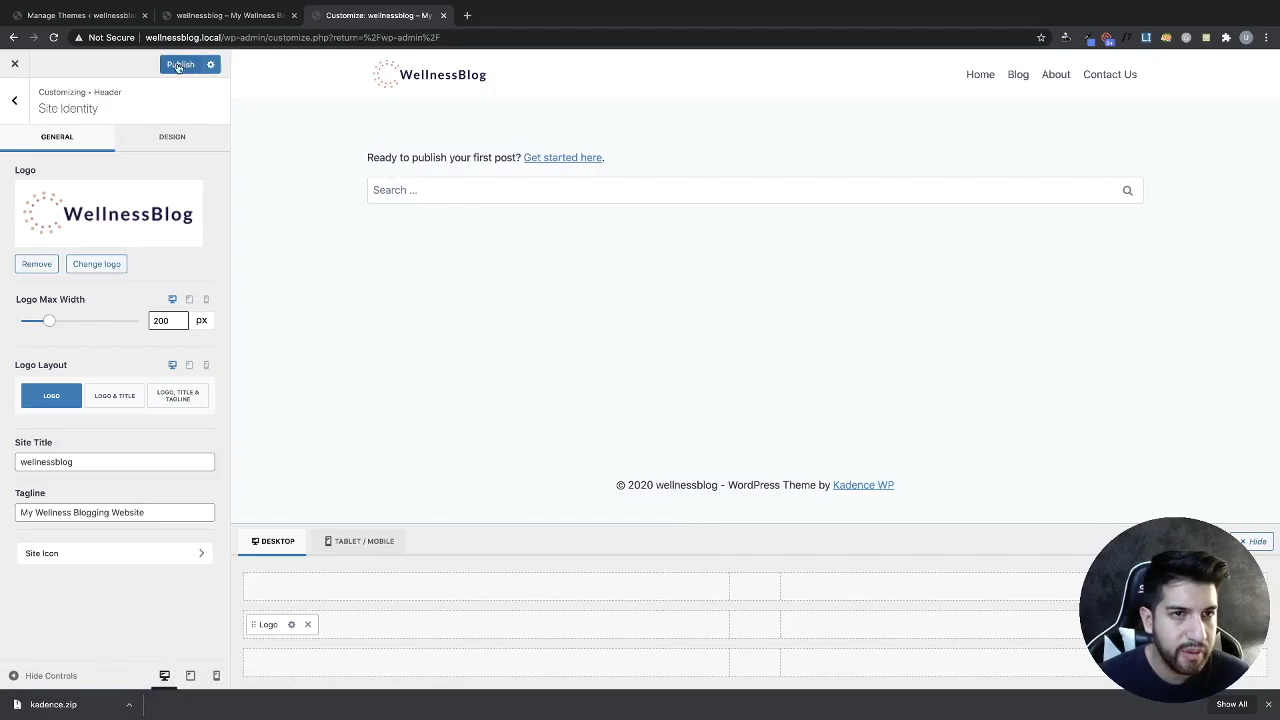 Manage Themes ‹ wellnessblog
wellnessblog – My Wellness B
Customize: wellnessblog – My
Not Secure
wellnessblog.local/wp-admin/customize.php?return=%2Fwp-admin%2F
Publish
Customizing • Header
Site Identity
GENERAL
DESIGN
Logo
WellnessBlog
Remove
Change logo
Logo Max Width
200
px
Logo Layout
LOGO
LOGO & TITLE
LOGO, TITLE &
TAGLINE
Site Title
wellnessblog
Tagline
My Wellness Blogging Website
Site Icon
Hide Controls
WellnessBlog
Home
Blog
About
Contact Us
Ready to publish your first post? Get started here.
Search ...
© 2020 wellnessblog - WordPress Theme by Kadence WP
DESKTOP
TABLET / MOBILE
Hide
Logo
kadence.zip
Show All